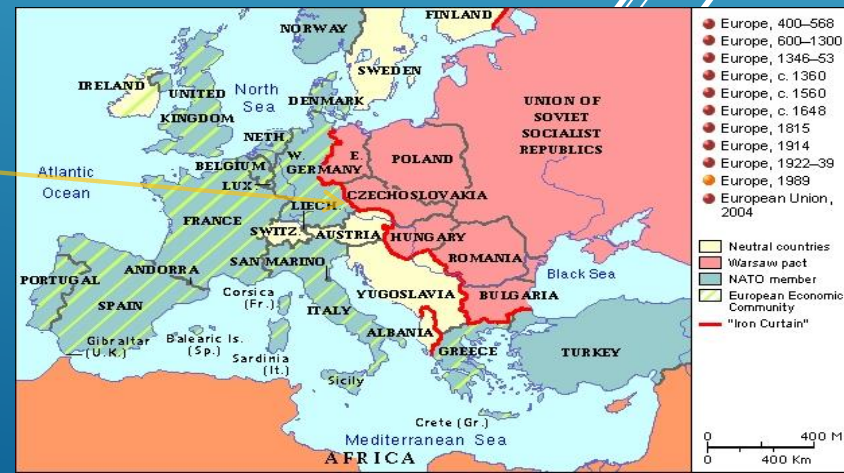 FINLAND
NORWAY
SWEDEN
IRELAND
UNITED
KINGDOM
North
Sea
DENMARK
UNION OF
SOVIET
SOCIALIST
REPUBLICS
NETH
BELGIUM
LUX
W.
GERMANY
E.
POLAND
Atlantic
Ocean
CZECHOSLOVAKIA
LIECH
FRANCE
SWITZ.
AUSTRIA
HUNGARY
ROMANIA
SAN MARINO
ANDORRA
PORTUGAL
SPAIN
Corsica
(Fr.)
ITALY
YUGOSLAVIA
BULGARIA
Black Sea
ALBANIA
Gibraltar
(U.K.)
Balearic Is.
(Sp.)
Sardinia
(It.)
GREECE
TURKEY
Sicily
Crete (Gr.)
Mediterranean Sea
AFRICA
Europe, 400–568
Europe, 600–1300
Europe, 1346–53
Europe, c. 1360
Europe, c. 1560
Europe, c. 1648
Europe, 1815
Europe, 1914
Europe, 1922–39
Europe, 1989
European Union,
2004
Neutral countries
Warsaw pact
NATO member
European Economic
Community
"Iron Curtain"
0 400 M
0 400 Km